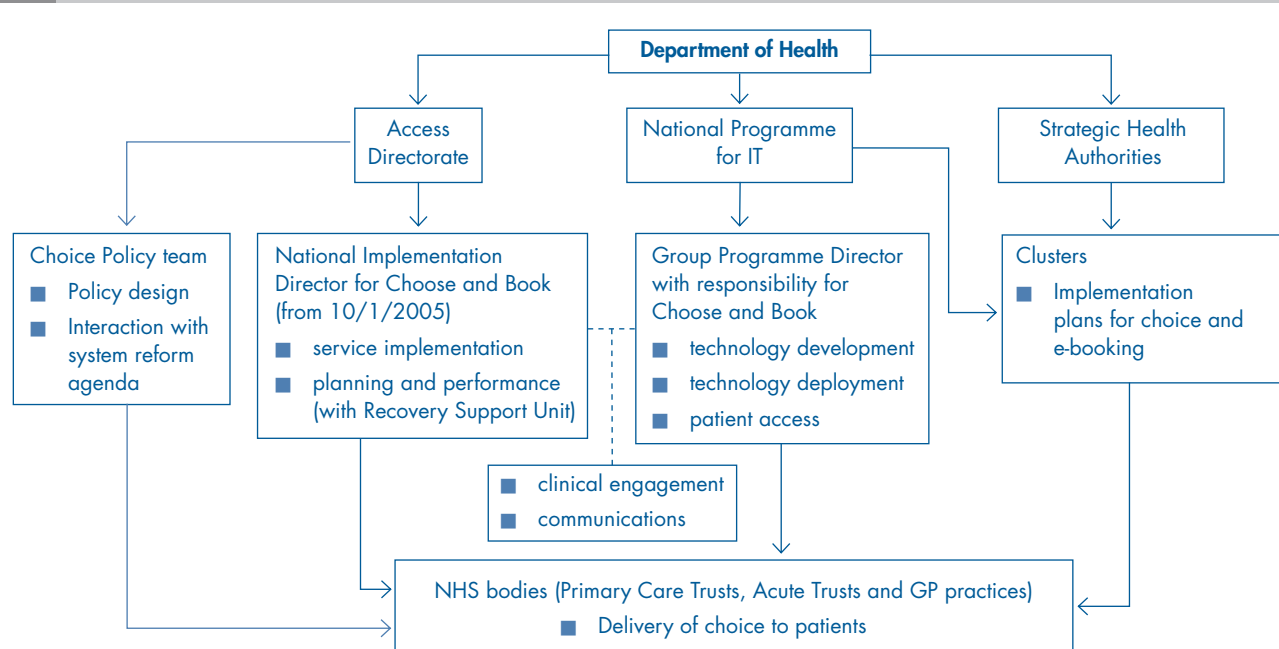 Department of Health
Access
Directorate
National Programme
for IT
Strategic Health
Authorities
Choice Policy team
■ Policy design
■ Interaction with
system reform
agenda
National Implementation
Director for Choose and Book
(from 10/1/2005)
■ service implementation
■ planning and performance
(with Recovery Support Unit)
Group Programme Director
with responsibility for
Choose and Book
■ technology development
■ technology deployment
■ patient access
Clusters
■ Implementation
plans for choice and
e-booking
■ clinical engagement
■ communications
NHS bodies (Primary Care Trusts, Acute Trusts and GP practices)
■ Delivery of choice to patients